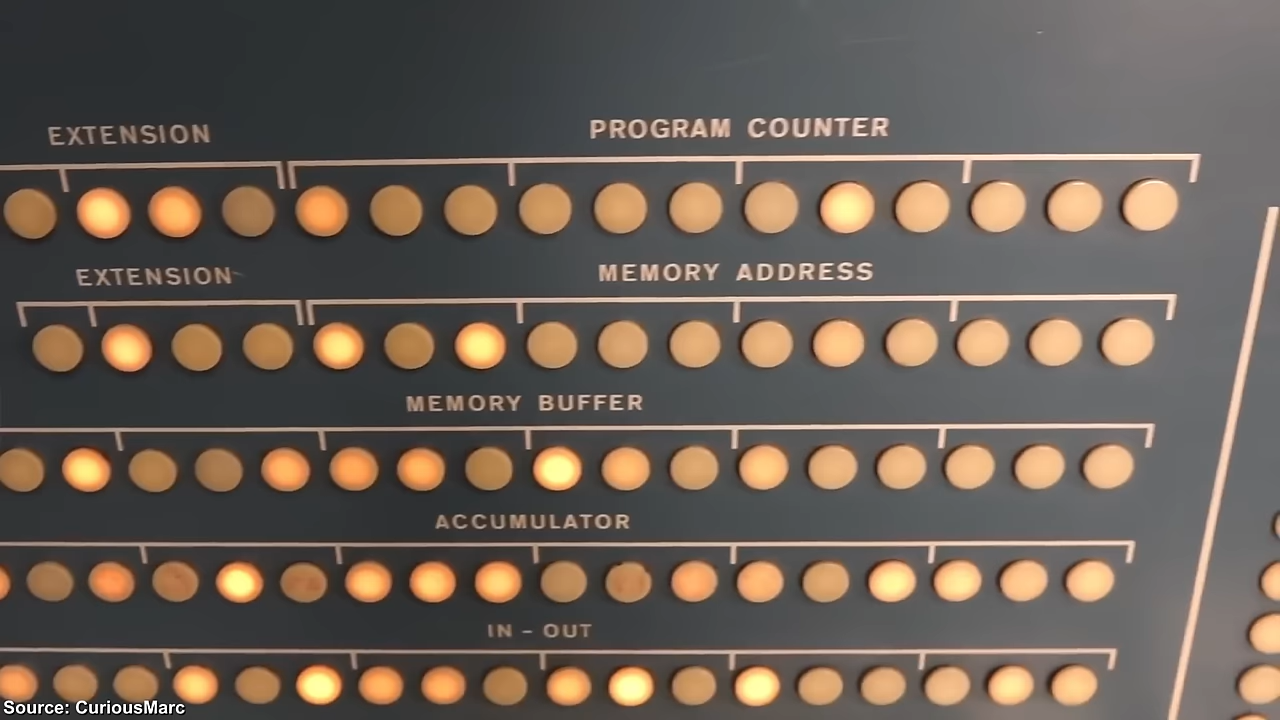 EXTENSION PROGRAM COUNTER
EXTENSION MEMORY ADDRESS
MEMORY BUFFER
ACCUMULATOR
IN - OUT
Source: CuriousMarc